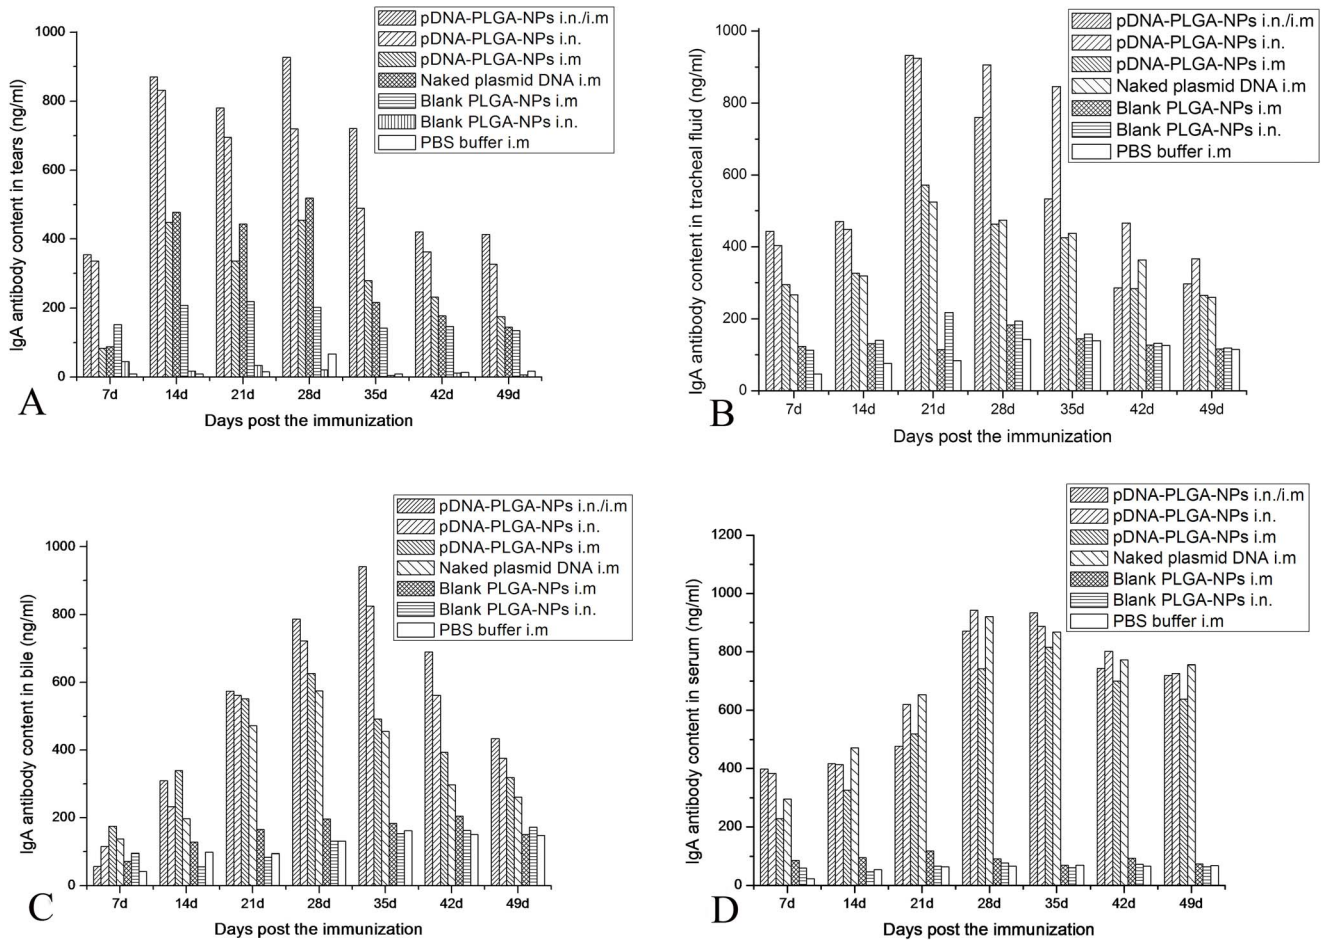 pDNA-PLGA-NPs i.n./i.m
pDNA-PLGA-NPs i.n.
pDNA-PLGA-NPs i.m
Naked plasmid DNA i.m
Blank PLGA-NPs i.m
Blank PLGA-NPs i.n.
PBS buffer i.m
IgA antibody content in tears (ng/ml)
1000
800
600
400
200
0
7d 14d 21d 28d 35d 42d 49d
Days post the immunization
A
pDNA-PLGA-NPs i.n./i.m
pDNA-PLGA-NPs i.n.
pDNA-PLGA-NPs i.m
Naked plasmid DNA i.m
Blank PLGA-NPs i.m
Blank PLGA-NPs i.n.
PBS buffer i.m
IgA antibody content in tracheal fluid (ng/ml)
1000
800
600
400
200
0
7d 14d 21d 28d 35d 42d 49d
Days post the immunization
B
pDNA-PLGA-NPs i.n./i.m
pDNA-PLGA-NPs i.n.
pDNA-PLGA-NPs i.m
Naked plasmid DNA i.m
Blank PLGA-NPs i.m
Blank PLGA-NPs i.n.
PBS buffer i.m
IgA antibody content in bile (ng/ml)
1000
800
600
400
200
0
7d 14d 21d 28d 35d 42d 49d
Days post the immunization
C
pDNA-PLGA-NPs i.n./i.m
pDNA-PLGA-NPs i.n.
pDNA-PLGA-NPs i.m
Naked plasmid DNA i.m
Blank PLGA-NPs i.m
Blank PLGA-NPs i.n.
PBS buffer i.m
IgA antibody content in serum (ng/ml)
1200
1000
800
600
400
200
0
7d 14d 21d 28d 35d 42d 49d
Days post the immunization
D